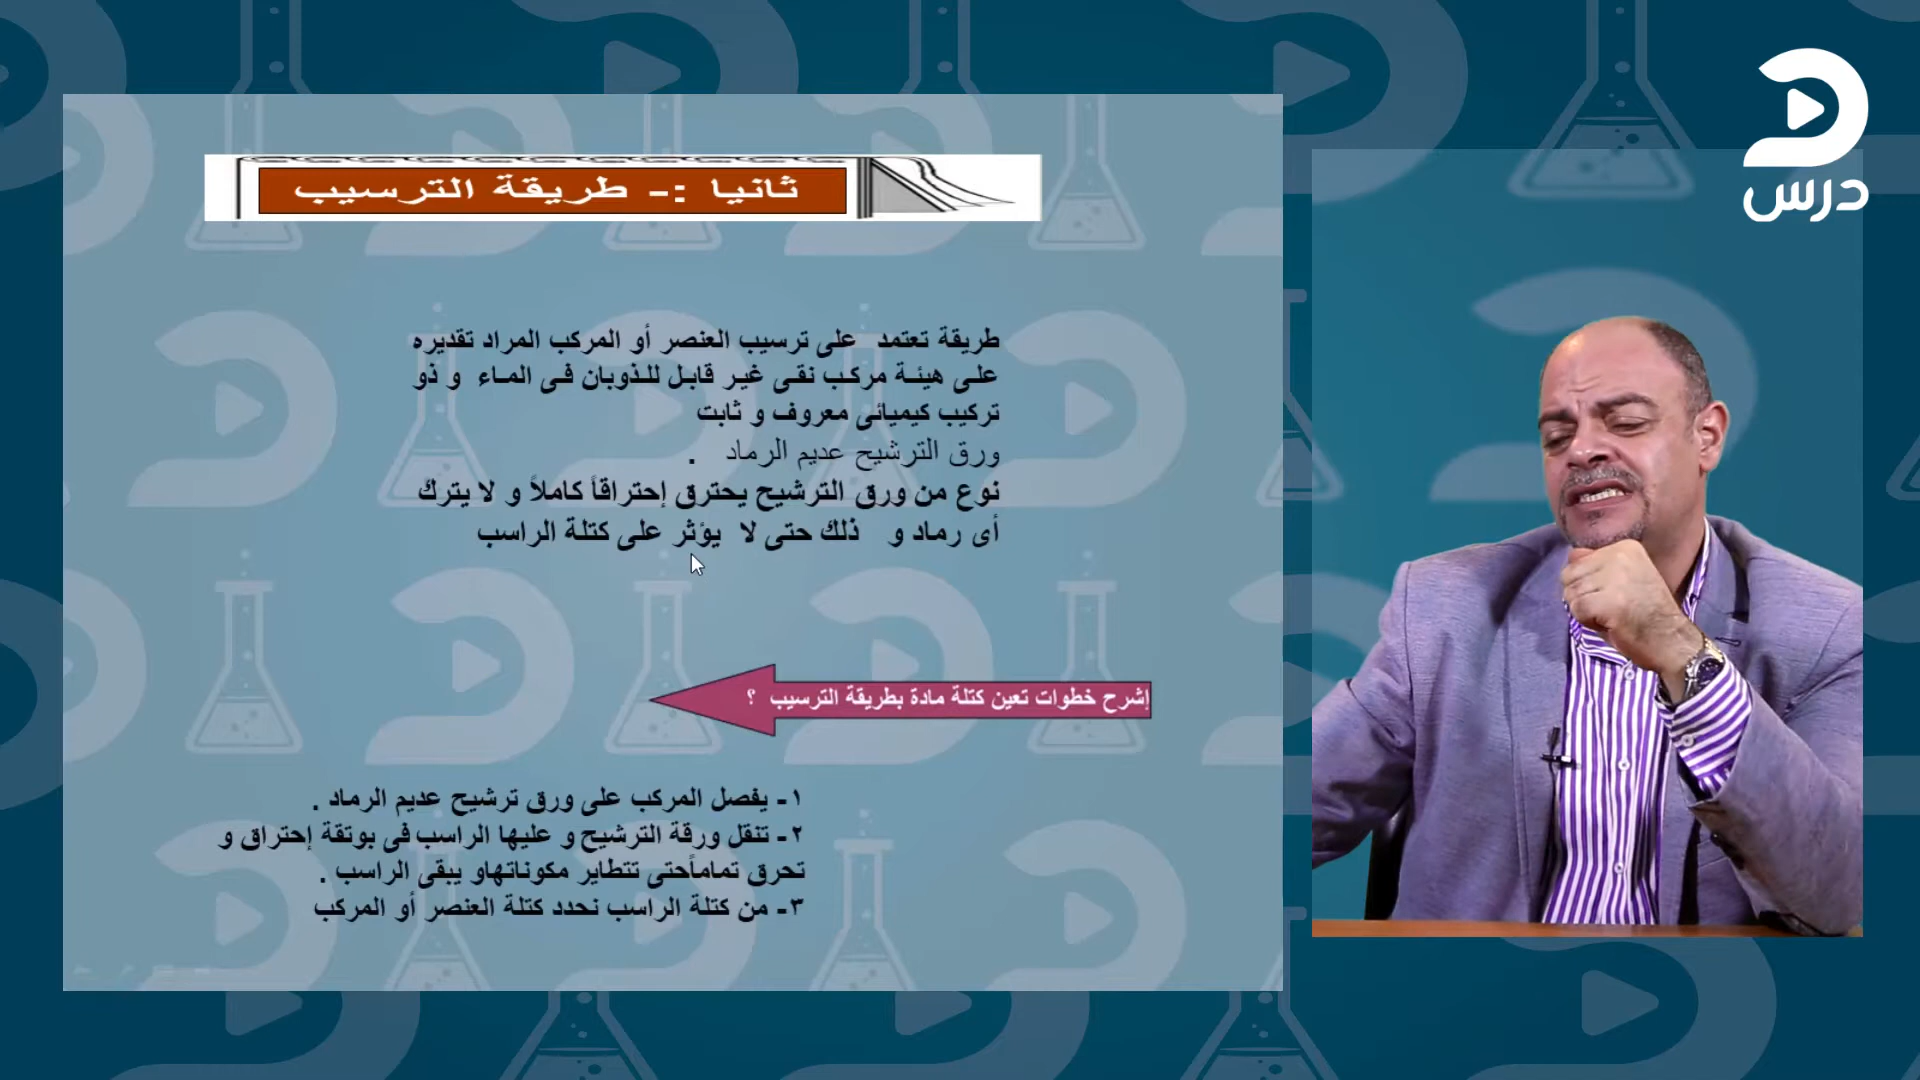 درس
ثانيا :- طريقة الترسيب
طريقة تعتمد على ترسيب العنصر أو المركب المراد تقديره
على هيئة مركب نقى غير قابل للذوبان فى الماء و ذو
تركيب كيميائى معروف و ثابت
ورق الترشيح عديم الرماد .
نوع من ورق الترشيح يحترق إحتراقاً كاملاً و لا يترك
أى رماد و ذلك حتى لا يؤثر على كتلة الراسب
إشرح خطوات تعين كتلة مادة بطريقة الترسيب ؟
١- يفصل المركب على ورق ترشيح عديم الرماد .
٢- تنقل ورقة الترشيح و عليها الراسب فى بوتقة إحتراق و
تحرق تماماًحتى تتطاير مكوناتهاو يبقى الراسب .
٣- من كتلة الراسب نحدد كتلة العنصر أو المركب